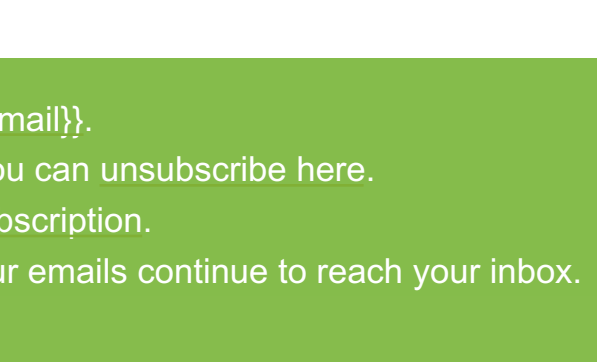 mail}}.
ou can unsubscribe here.
bscription.
ur emails continue to reach your inbox.